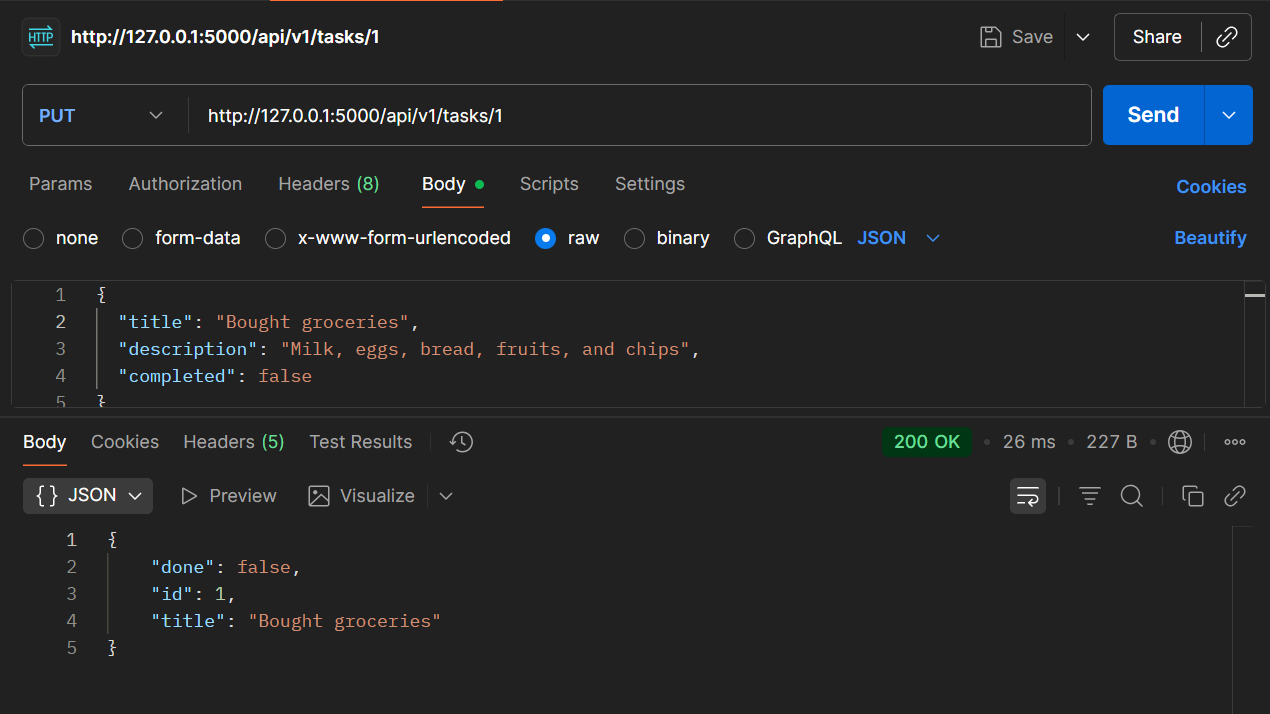 HTTP http://127.0.0.1:5000/api/v1/tasks/1 Save Share
PUT http://127.0.0.1:5000/api/v1/tasks/1 Send
Params Authorization Headers (8) Body Scripts Settings Cookies
none form-data x-www-form-urlencoded raw binary GraphQL JSON Beautify
1 {
2 "title": "Bought groceries",
3 "description": "Milk, eggs, bread, fruits, and chips",
4 "completed": false
5 }
Body Cookies Headers (5) Test Results 200 OK 26 ms 227 B
{} JSON Preview Visualize
1 {
2 "done": false,
3 "id": 1,
4 "title": "Bought groceries"
5 }